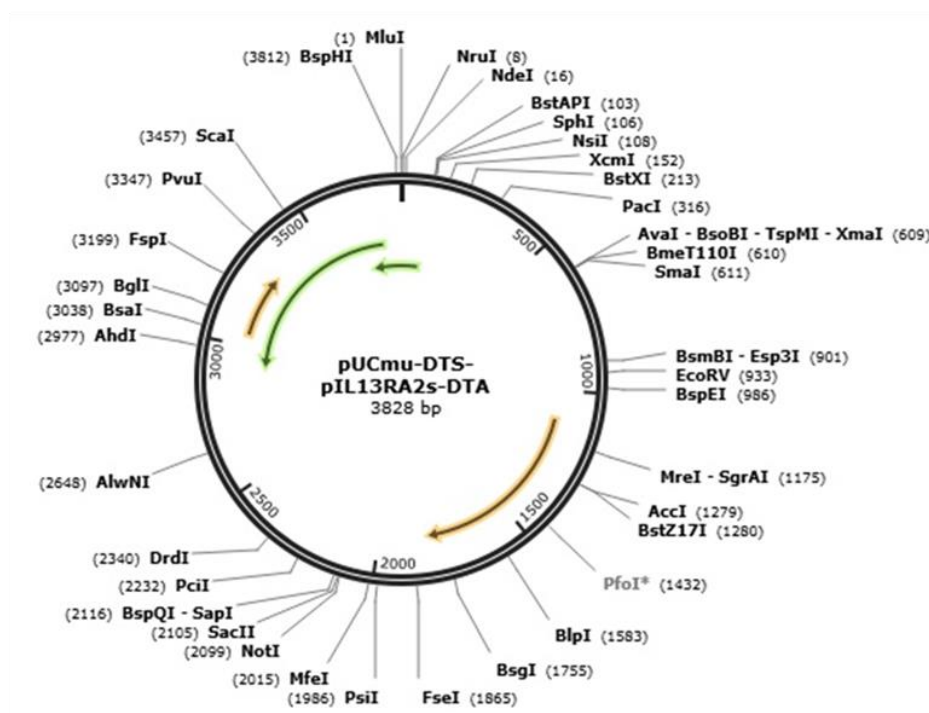 (1) MluI
(3812) BspHI
NruI (8)
NdeI (16)
BstAPI (103)
SphI (106)
NsiI (108)
XcmI (152)
BstXI (213)
PacI (316)
AvaI - BsoBI - TspMI - XmaI (609)
BmeT110I (610)
SmaI (611)
BsmBI - Esp3I (901)
EcoRV (933)
BspEI (986)
MreI - SgrAI (1175)
AccI (1279)
BstZ17I (1280)
PfoI* (1432)
BlpI (1583)
BsgI (1755)
FseI (1865)
(1986) PsiI
(2015) MfeI
(2099) NotI
(2105) SacII
(2116) BspQI - SapI
(2232) PciI
(2340) DrdI
(2648) AlwNI
(2977) AhdI
(3038) BsaI
(3097) BglI
(3199) FspI
(3347) PvuI
(3457) ScaI
500
1000
1500
2000
2500
3000
3500
pUCmu-DTS-
pIL13RA2s-DTA
3828 bp